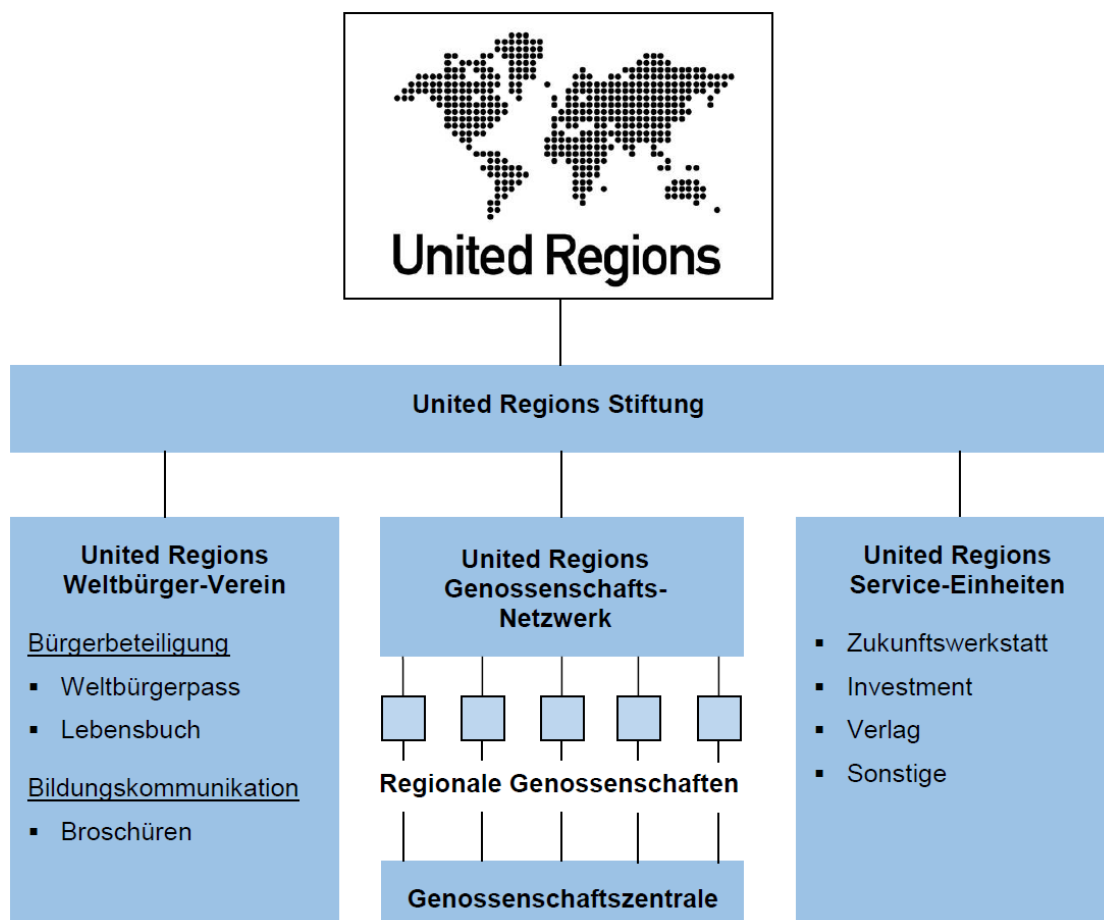 United Regions
United Regions Stiftung
United Regions
Weltbürger-Verein
Bürgerbeteiligung
▪ Weltbürgerpass
▪ Lebensbuch
Bildungskommunikation
▪ Broschüren
United Regions
Genossenschafts-
Netzwerk
Regionale Genossenschaften
Genossenschaftszentrale
United Regions
Service-Einheiten
▪ Zukunftswerkstatt
▪ Investment
▪ Verlag
▪ Sonstige